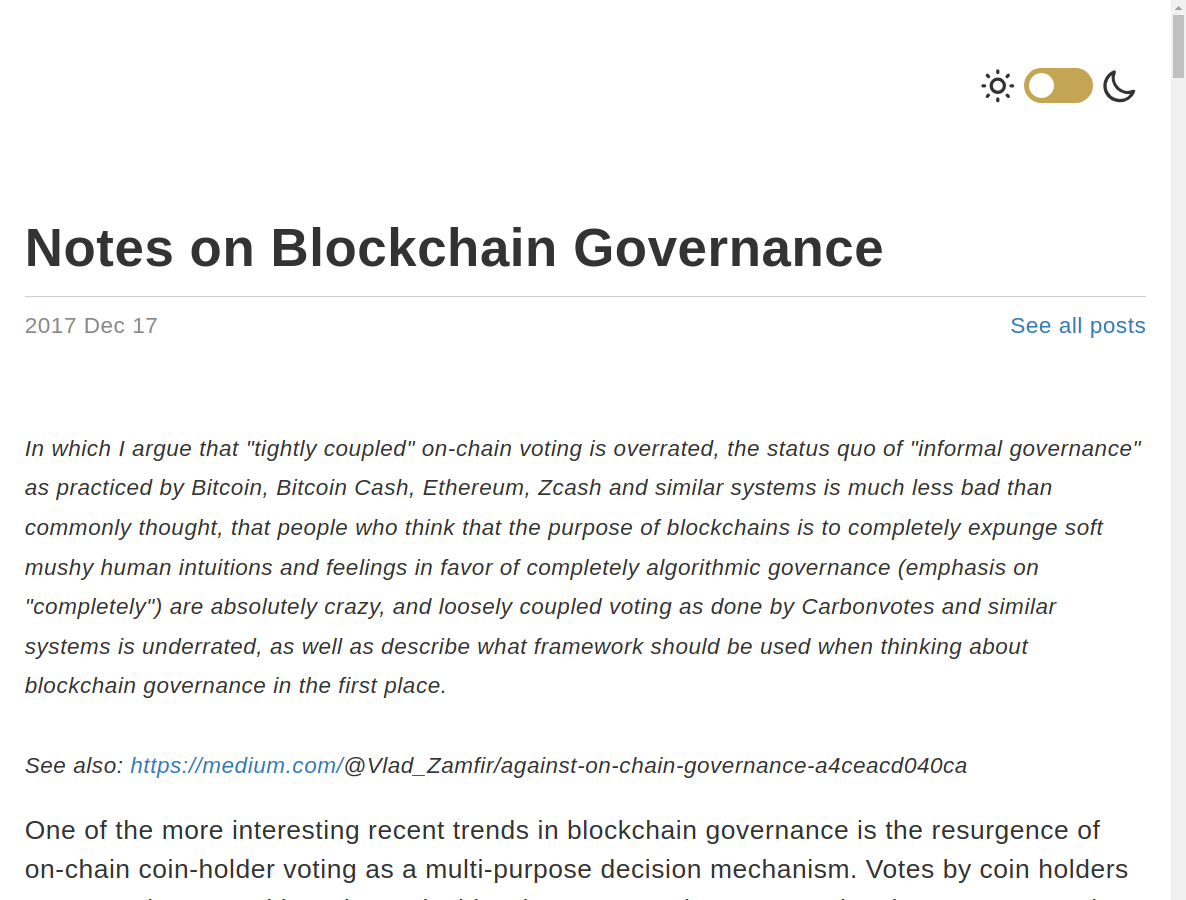 Notes on Blockchain Governance
2017 Dec 17
See all posts
In which I argue that "tightly coupled" on-chain voting is overrated, the status quo of "informal governance"
as practiced by Bitcoin, Bitcoin Cash, Ethereum, Zcash and similar systems is much less bad than
commonly thought, that people who think that the purpose of blockchains is to completely expunge soft
mushy human intuitions and feelings in favor of completely algorithmic governance (emphasis on
"completely") are absolutely crazy, and loosely coupled voting as done by Carbonvotes and similar
systems is underrated, as well as describe what framework should be used when thinking about
blockchain governance in the first place.
See also: https://medium.com/@Vlad_Zamfir/against-on-chain-governance-a4ceacd040ca
One of the more interesting recent trends in blockchain governance is the resurgence of
on-chain coin-holder voting as a multi-purpose decision mechanism. Votes by coin holders